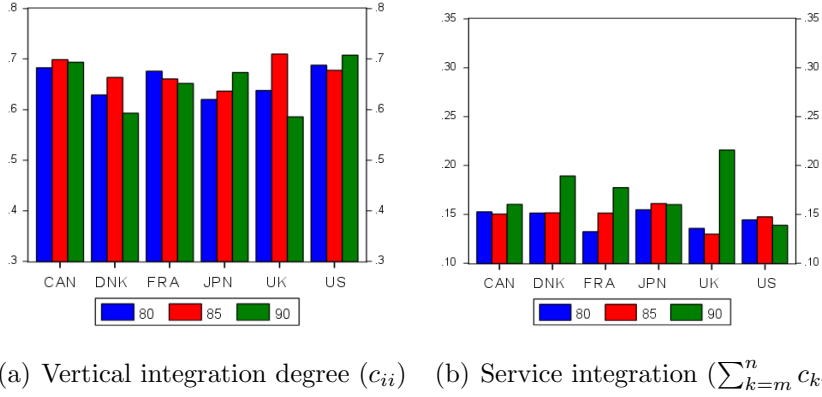 .8 .8
.7 .7
.6 .6
.5 .5
.4 .4
.3 .3
CAN DNK FRA JPN UK US
80 85 90
.35 .35
.30 .30
.25 .25
.20 .20
.15 .15
.10 .10
CAN DNK FRA JPN UK US
80 85 90
a) Vertical integration degree (c_{ii})
(b) Service integration (∑_{k=m}^{n} c_k